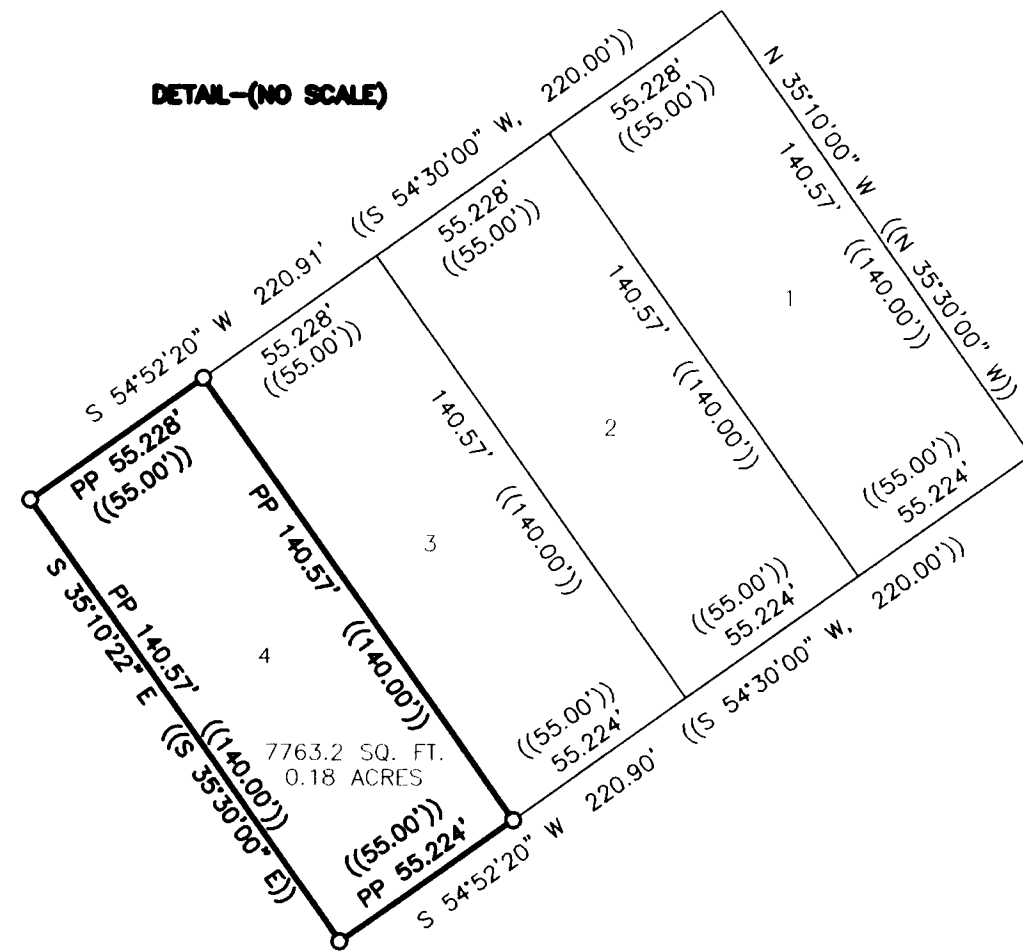 DETAIL-(NO SCALE)
S 54°52'20" W 220.91' ((S 54°30'00" W, 220.00'))
N 35°10'00" W ((N 35°30'00" W))
55.228'
((55.00'))
140.57' ((140.00'))
1
((55.00'))
55.224'
55.228'
((55.00'))
140.57' ((140.00'))
2
((55.00'))
55.224'
55.228'
((55.00'))
140.57' ((140.00'))
3
((55.00'))
55.224'
PP 55.228'
((55.00'))
PP 140.57' ((140.00'))
4
PP 140.57' ((140.00'))
S 35°10'22" E ((S 35°30'00" E))
7763.2 SQ. FT.
0.18 ACRES
((55.00'))
PP 55.224'
S 54°52'20" W 220.90' ((S 54°30'00" W, 220.00'))